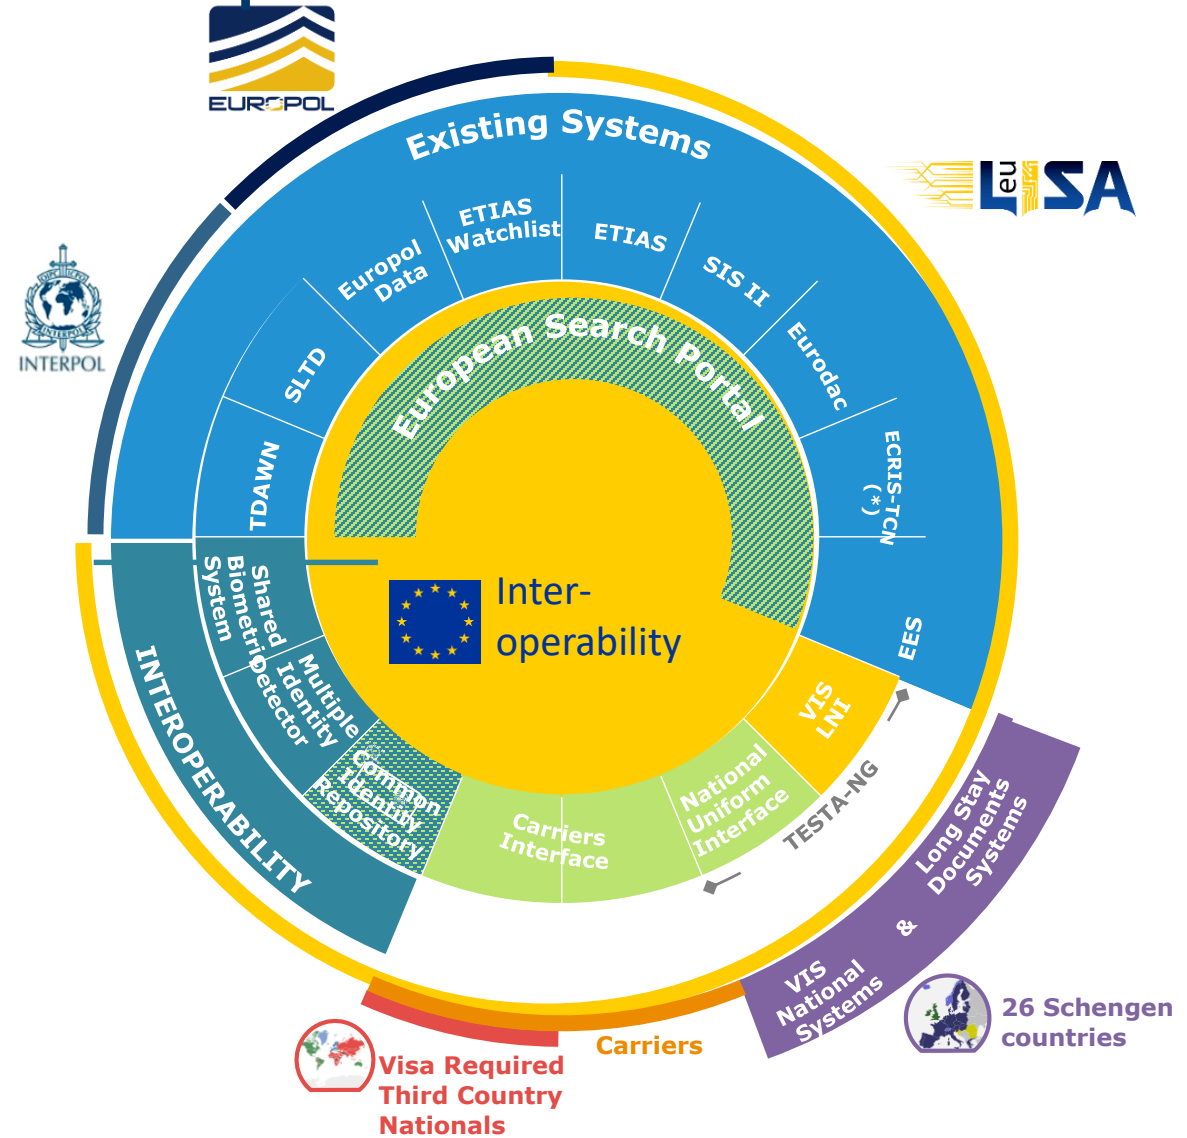 EUROPOL
Existing Systems
eu
LISA
ETIAS
Watchlist
ETIAS
Europol
Data
SIS II
INTERPOL
SLTD
Eurodac
European Search Portal
TDAWN
ECRIS-TCN
(*)
Shared
Biometric
System
Inter-
operability
EES
Multiple
Identity
Detector
INTEROPERABILITY
VIS
LNI
Common
Identity
Repository
Carriers
Interface
National
Uniform
Interface
TESTA-NG
Long Stay
Documents
Systems
&
VIS
National
Systems
26 Schengen
countries
Carriers
Visa Required
Third Country
Nationals